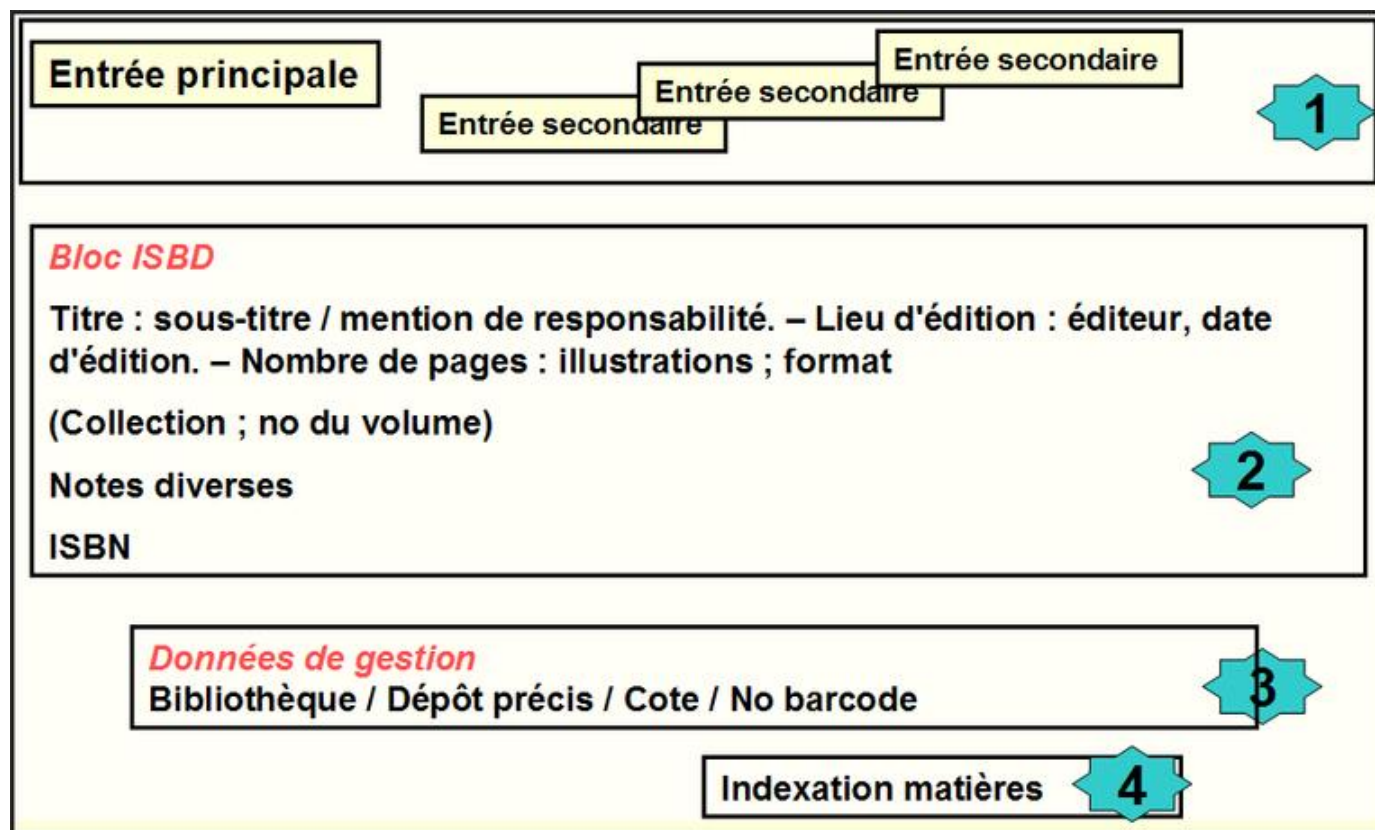 Entrée principale
Entrée secondaire
Entrée secondaire
Entrée secondaire
1
Bloc ISBD
Titre : sous-titre / mention de responsabilité. – Lieu d'édition : éditeur, date
d'édition. – Nombre de pages : illustrations ; format
(Collection ; no du volume)
2
Notes diverses
ISBN
Données de gestion
Bibliothèque / Dépôt précis / Cote / No barcode
3
Indexation matières
4